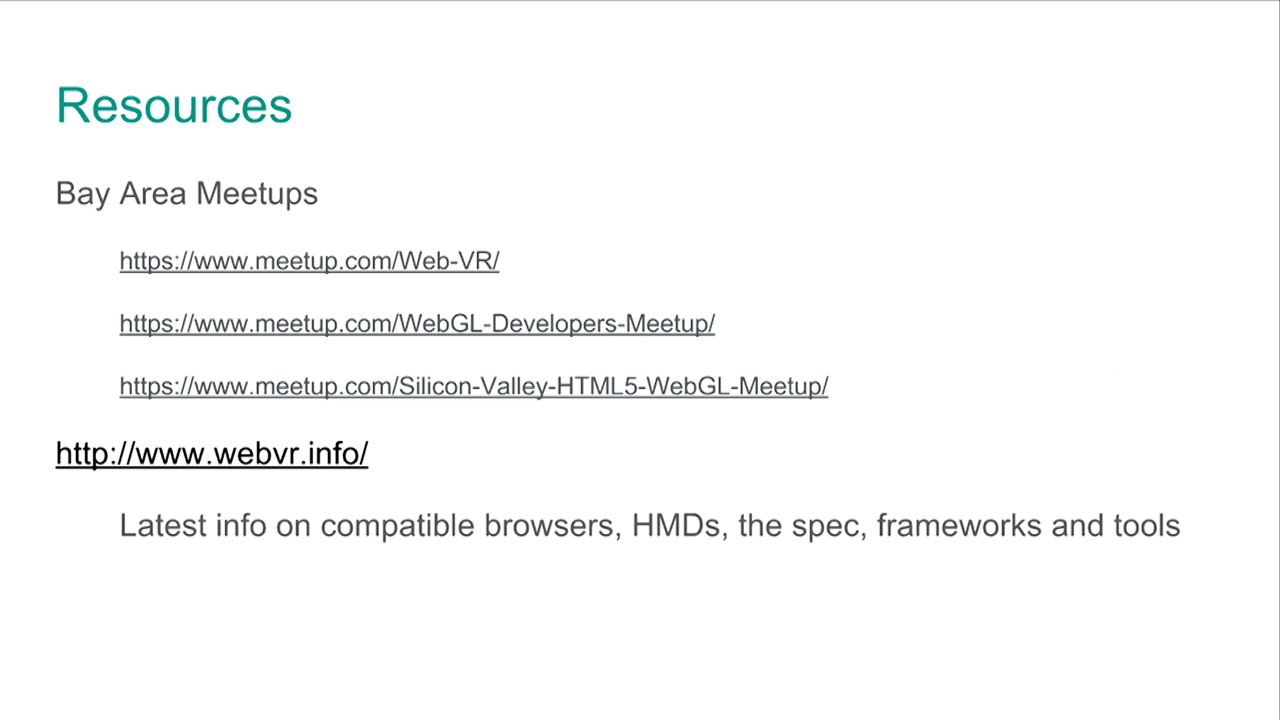 Resources
Bay Area Meetups
https://www.meetup.com/Web-VR/
https://www.meetup.com/WebGL-Developers-Meetup/
https://www.meetup.com/Silicon-Valley-HTML5-WebGL-Meetup/
http://www.webvr.info/
Latest info on compatible browsers, HMDs, the spec, frameworks and tools